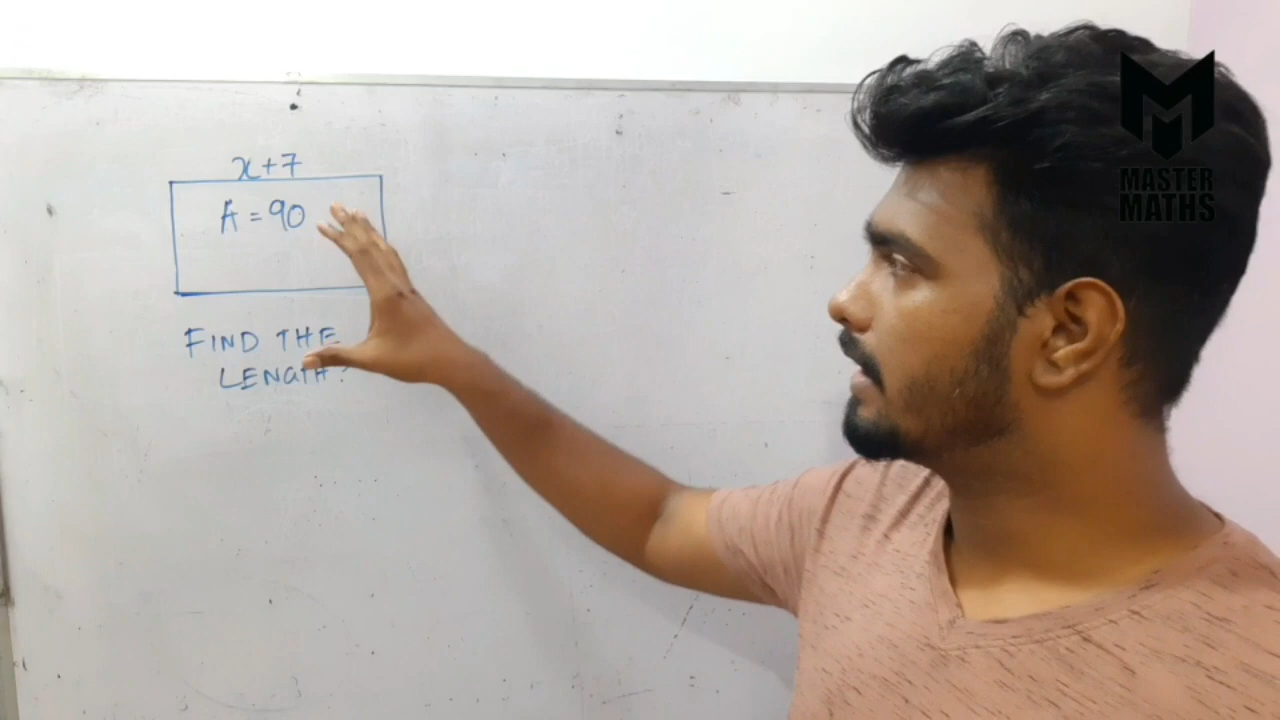 x+7
A = 90
FIND THE
LENGTH?
MASTER
MATHS